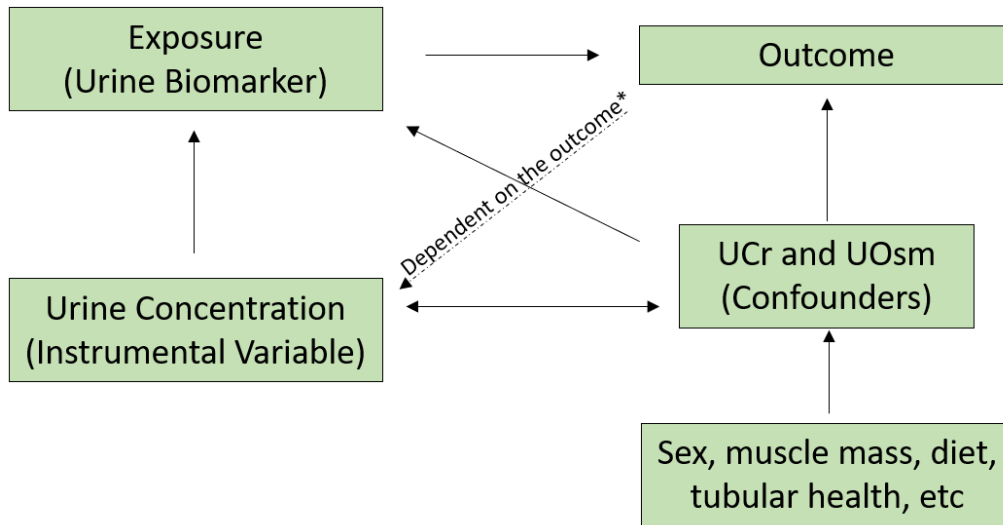 Exposure
(Urine Biomarker)
Outcome
Dependent on the outcome*
UCr and UOsm
(Confounders)
Urine Concentration
(Instrumental Variable)
Sex, muscle mass, diet,
tubular health, etc